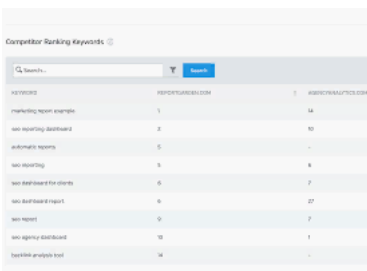 Competitor Ranking Keywords
Search...
Search
KEYWORD REPORTGARDEN.COM AGENCYANALYTICS.COM
marketing report example 1 14
seo reporting dashboard 2 10
automatic reports 5 -
seo reporting 5 8
seo dashboard for clients 6 7
seo dashboard report 6 27
seo report 9 7
seo agency dashboard 12 1
backlink analysis tool 14 -